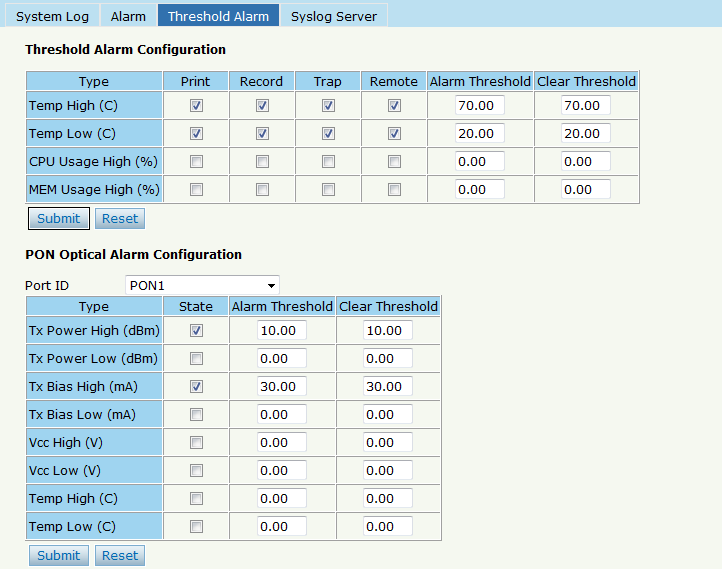 System Log Alarm Threshold Alarm Syslog Server
Threshold Alarm Configuration
Type Print Record Trap Remote Alarm Threshold Clear Threshold
Temp High (C) 70.00 70.00
Temp Low (C) 20.00 20.00
CPU Usage High (%) 0.00 0.00
MEM Usage High (%) 0.00 0.00
Submit Reset
PON Optical Alarm Configuration
Port ID PON1
Type State Alarm Threshold Clear Threshold
Tx Power High (dBm) 10.00 10.00
Tx Power Low (dBm) 0.00 0.00
Tx Bias High (mA) 30.00 30.00
Tx Bias Low (mA) 0.00 0.00
Vcc High (V) 0.00 0.00
Vcc Low (V) 0.00 0.00
Temp High (C) 0.00 0.00
Temp Low (C) 0.00 0.00
Submit Reset